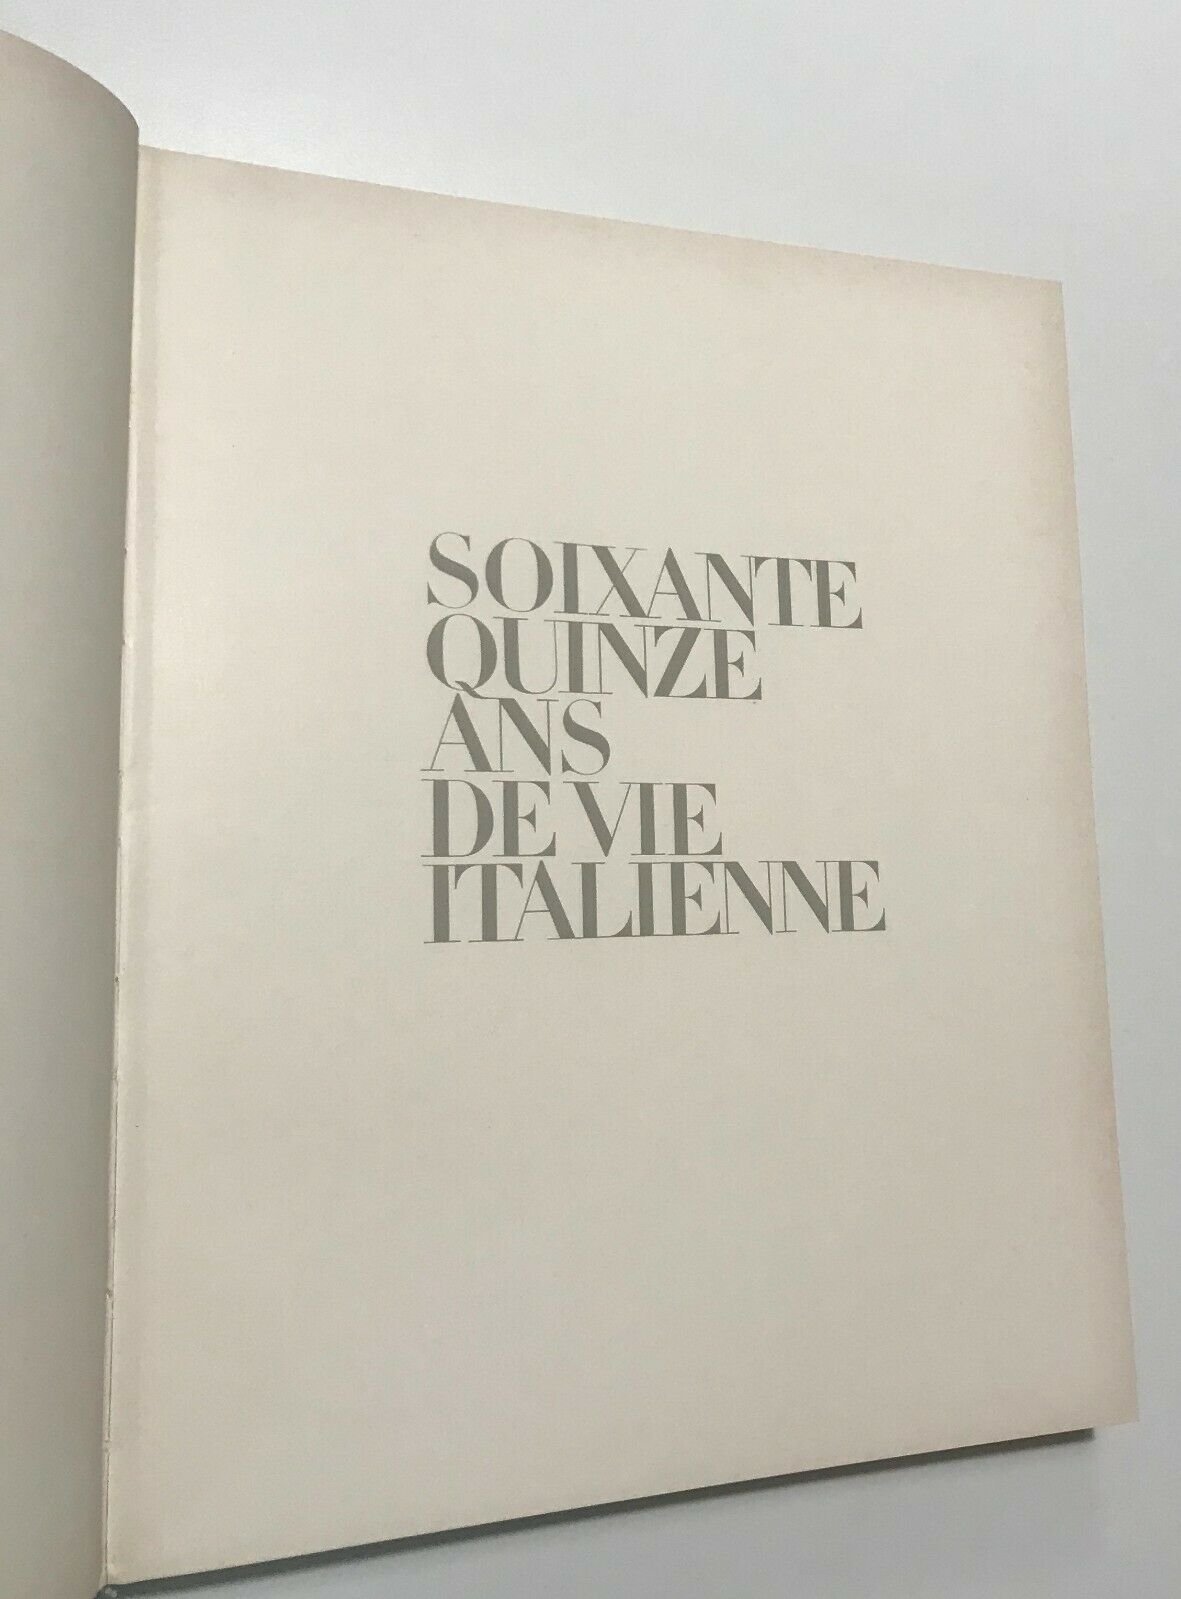 SOIXANTE
QUINZE
ANS
DE VIE
ITALIENNE